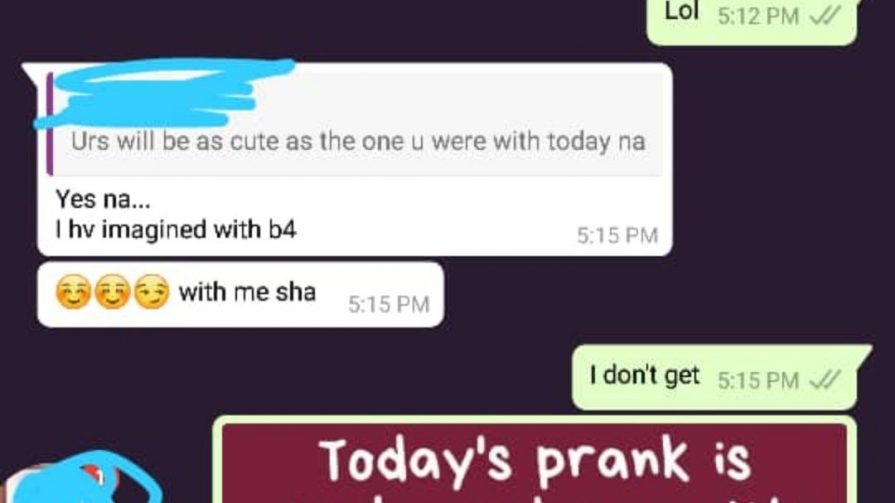 Lol 5:12 PM
Urs will be as cute as the one u were with today na
Yes na...
I hv imagined with b4
5:15 PM
☺️☺️😏 with me sha 5:15 PM
I don't get 5:15 PM
Today's prank is